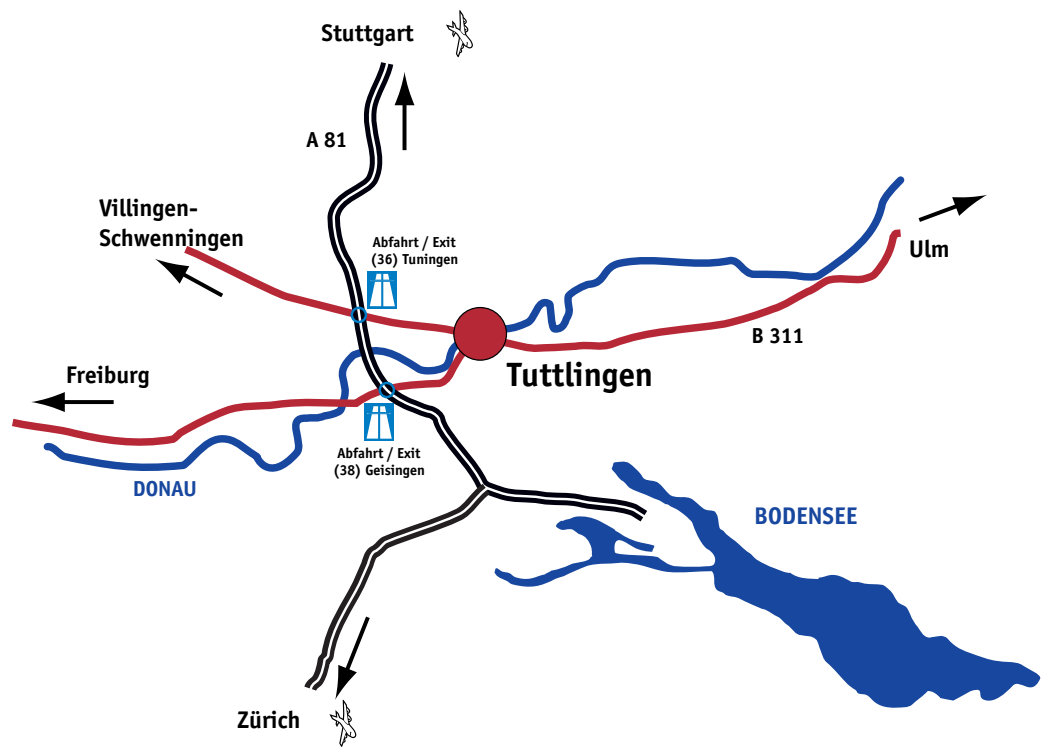 Stuttgart
A 81
Villingen-
Schwenningen
Abfahrt / Exit
(36) Tuningen
Ulm
B 311
Tuttlingen
Freiburg
Abfahrt / Exit
(38) Geisingen
DONAU
BODENSEE
Zürich